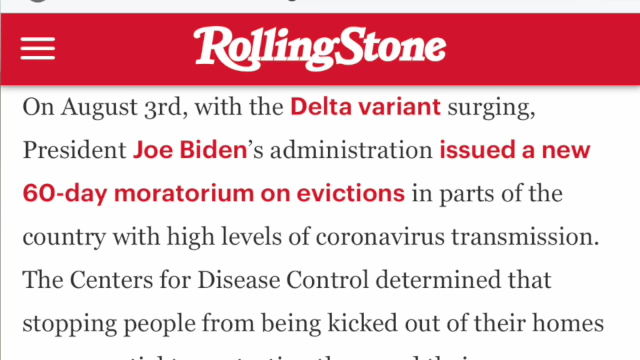 RollingStone
On August 3rd, with the Delta variant surging,
President Joe Biden’s administration issued a new
60-day moratorium on evictions in parts of the
country with high levels of coronavirus transmission.
The Centers for Disease Control determined that
stopping people from being kicked out of their homes